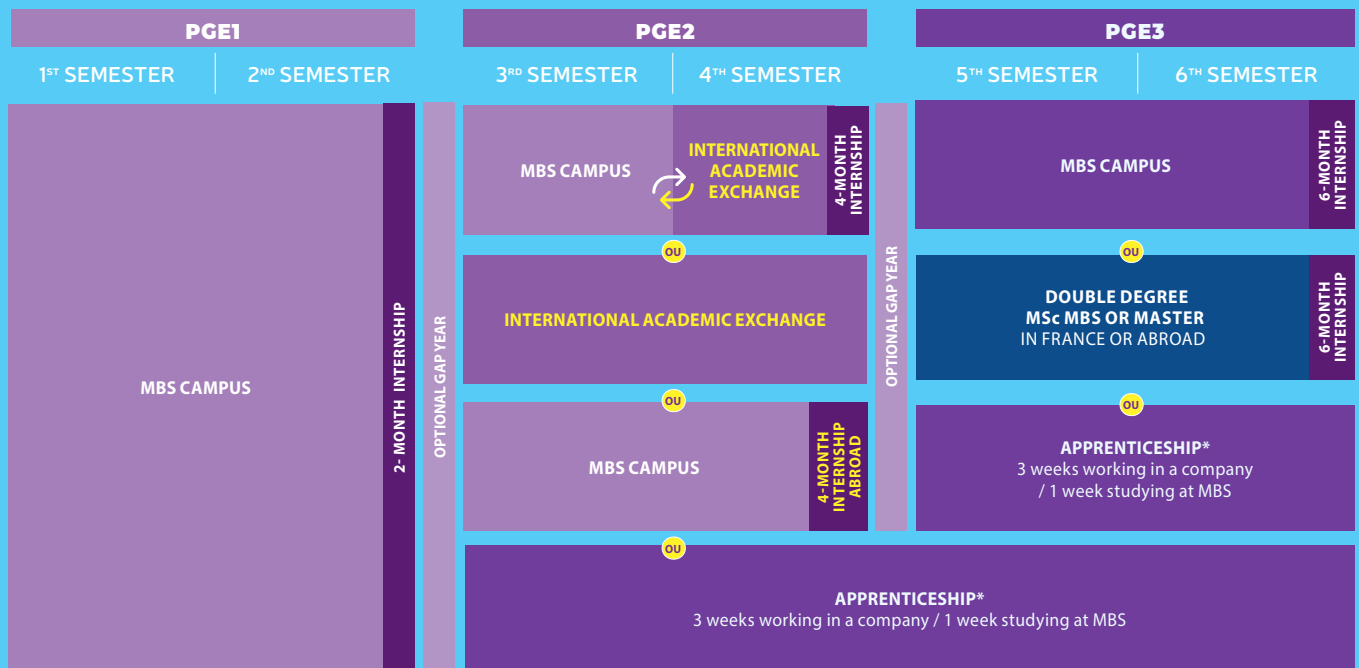 PGE1
1ST SEMESTER
2ND SEMESTER
MBS CAMPUS
2- MONTH INTERNSHIP
OPTIONAL GAP YEAR
PGE2
3RD SEMESTER
4TH SEMESTER
MBS CAMPUS
INTERNATIONAL
ACADEMIC
EXCHANGE
4-MONTH
INTERNSHIP
OU
INTERNATIONAL ACADEMIC EXCHANGE
OU
MBS CAMPUS
4-MONTH
INTERNSHIP
ABROAD
OPTIONAL GAP YEAR
PGE3
5TH SEMESTER
6TH SEMESTER
MBS CAMPUS
6-MONTH
INTERNSHIP
OU
DOUBLE DEGREE
MSc MBS OR MASTER
IN FRANCE OR ABROAD
6-MONTH
INTERNSHIP
OU
APPRENTICESHIP*
3 weeks working in a company
/ 1 week studying at MBS
OU
APPRENTICESHIP*
3 weeks working in a company / 1 week studying at MBS